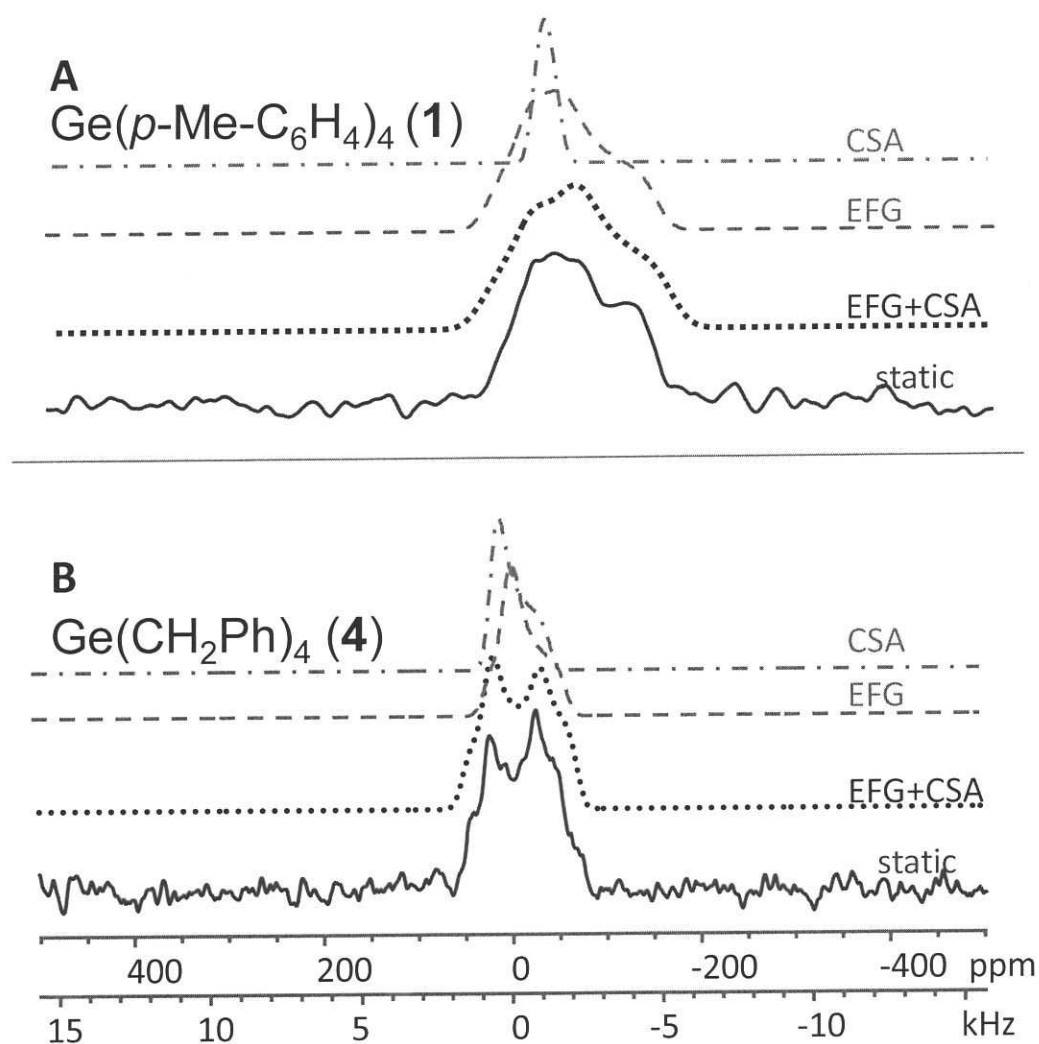 A
Ge(p-Me-C₆H₄)₄ (1)
CSA
EFG
EFG+CSA
static
B
Ge(CH₂Ph)₄ (4)
CSA
EFG
EFG+CSA
static
400 200 0 -200 -400 ppm
15 10 5 0 -5 -10 kHz